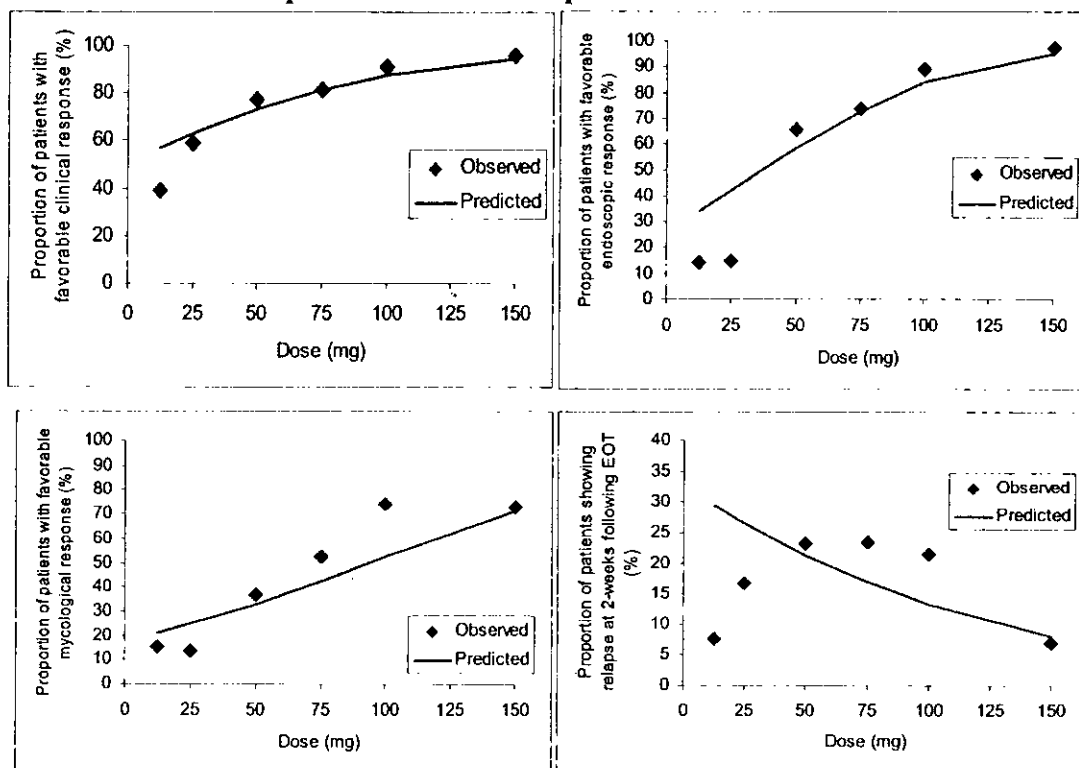 Proportion of patients with
favorable clinical response (%)
100
80
60
40
20
0
0 25 50 75 100 125 150
Dose (mg)
Observed
Predicted
Proportion of patients with favorable
endoscopic response (%)
100
90
80
70
60
50
40
30
20
10
0
0 25 50 75 100 125 150
Dose (mg)
Observed
Predicted
Proportion of patients with favorable
mycological response (%)
100
90
80
70
60
50
40
30
20
10
0
0 25 50 75 100 125 150
Dose (mg)
Observed
Predicted
Proportion of patients showing
relapse at 2-weeks following EOT
(%)
40
35
30
25
20
15
10
5
0
0 25 50 75 100 125 150
Dose (mg)
Observed
Predicted